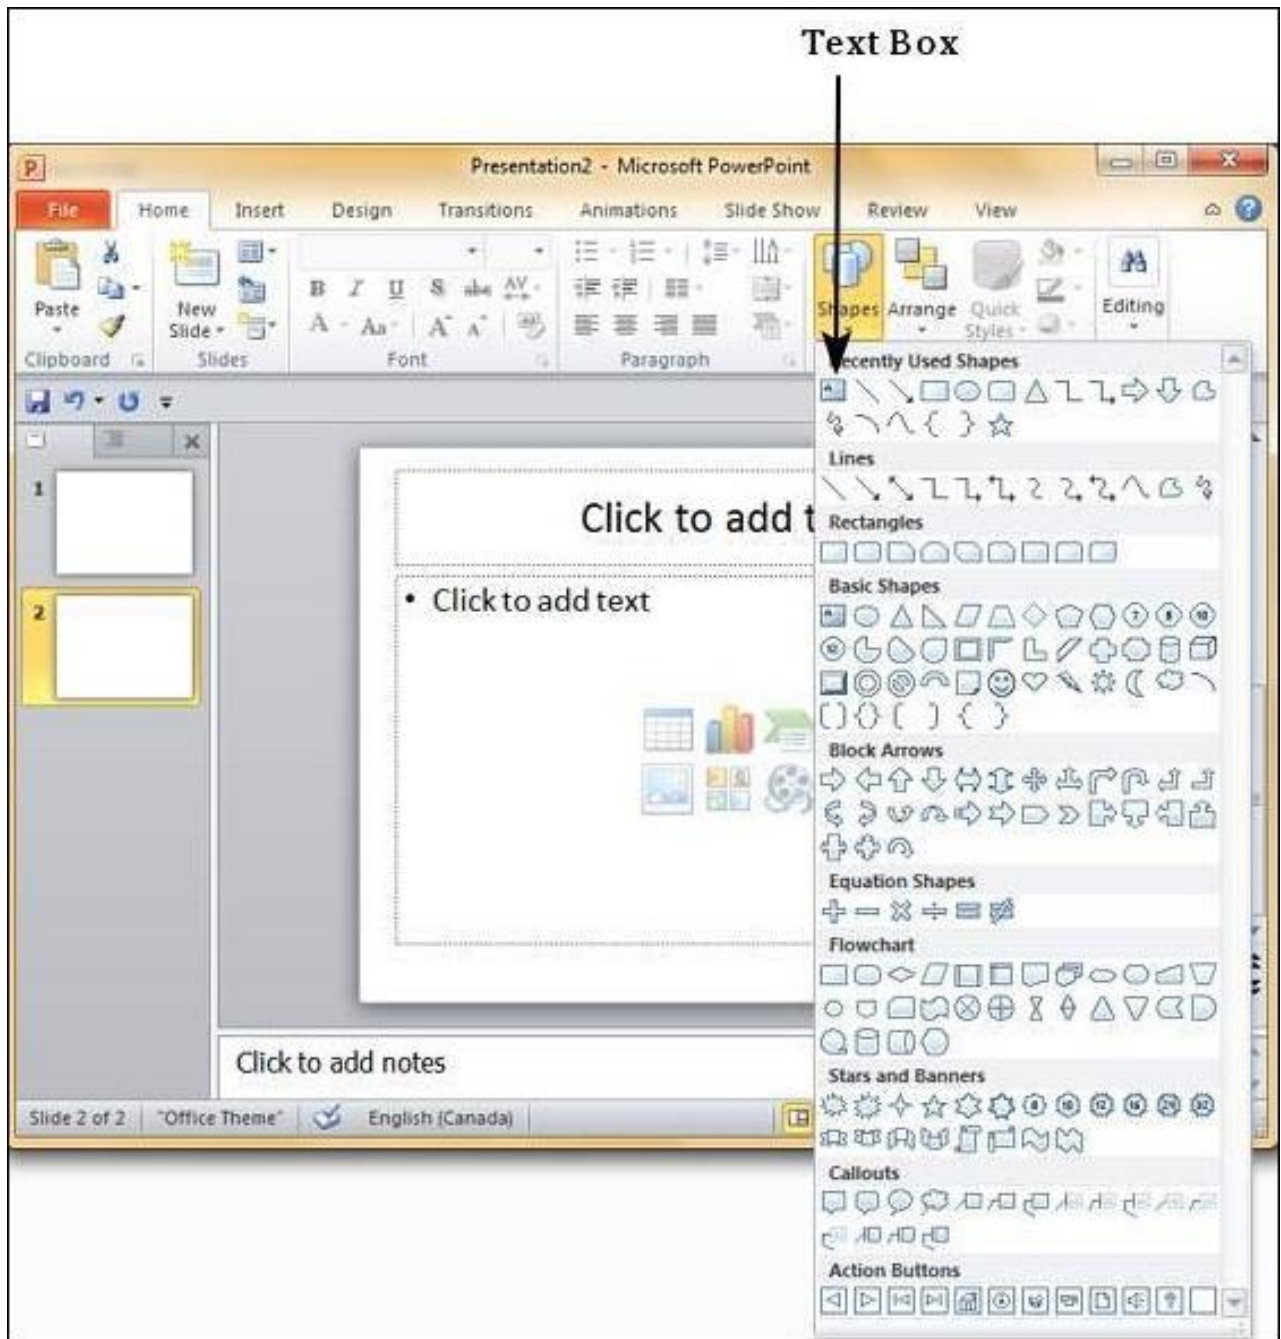 Text Box
Presentation2 - Microsoft PowerPoint
File Home Insert Design Transitions Animations Slide Show Review View
Paste
New
Slide
B I U S abc AV
A Aa A A
Shapes Arrange Quick
Styles
Editing
Clipboard Slides Font Paragraph
Recently Used Shapes
Lines
Rectangles
Basic Shapes
Block Arrows
Equation Shapes
Flowchart
Stars and Banners
Callouts
Action Buttons
1
2
Click to add t
• Click to add text
Click to add notes
Slide 2 of 2 "Office Theme" English (Canada)